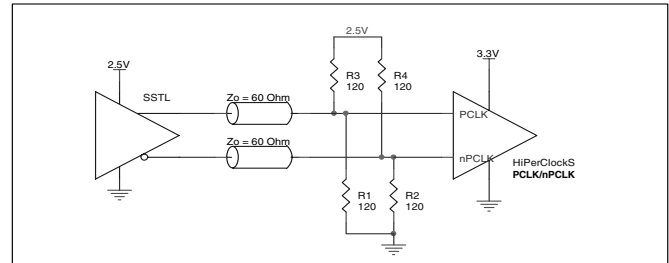 2.5V
2.5V
3.3V
SSTL
R3
120
R4
120
Zo = 60 Ohm
PCLK
Zo = 60 Ohm
nPCLK
HiPerClockS
PCLK/nPCLK
R1
120
R2
120